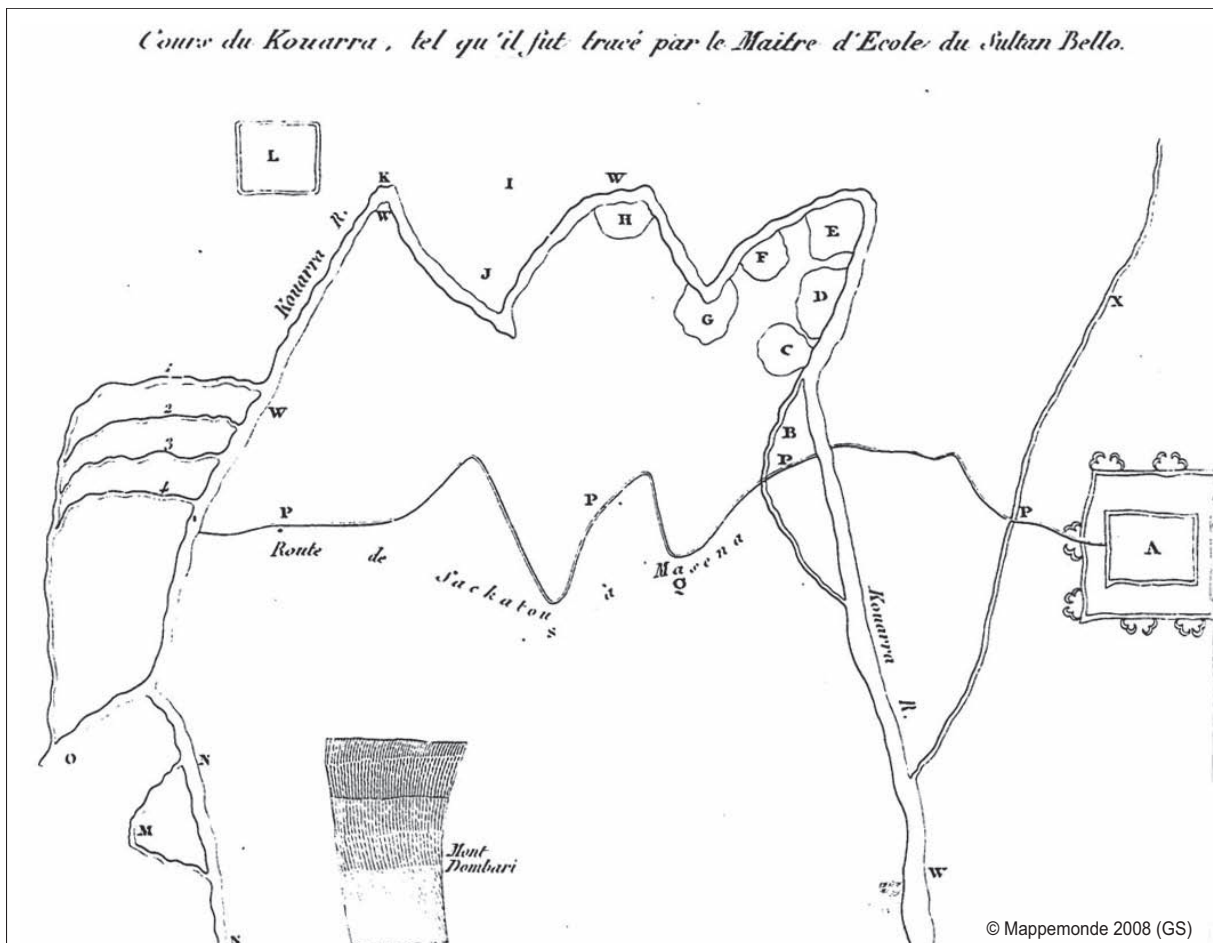 Cours du Kouarra, tel qu'il fut tracé par le Maitre d'Ecole du Sultan Bello.
L
K
I
W
W
H
E
Kouarra R.
J
F
D
G
X
C
1
2
W
3
B
P
4
P
P
P
A
Route de Sackatou à Masena
Q
S
Kouarra R.
O
N
M
Mont
Dombari
W
N
© Mappemonde 2008 (GS)